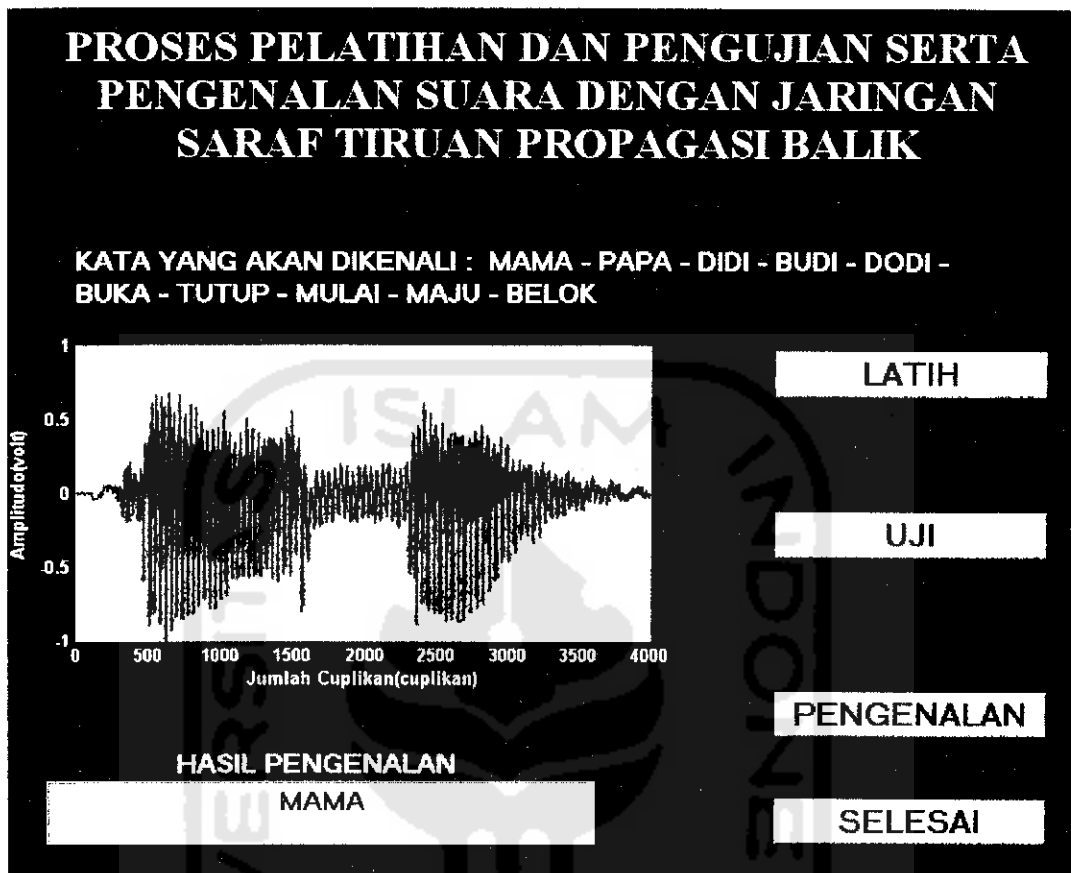 PROSES PELATIHAN DAN PENGUJIAN SERTA
PENGENALAN SUARA DENGAN JARINGAN
SARAF TIRUAN PROPAGASI BALIK
KATA YANG AKAN DIKENALI : MAMA - PAPA - DIDI - BUDI - DODI -
BUKA - TUTUP - MULAI - MAJU - BELOK
1
0.5
0
-0.5
-1
Amplitudo(volt)
0 500 1000 1500 2000 2500 3000 3500 4000
Jumlah Cuplikan(cuplikan)
LATIH
UJI
PENGENALAN
HASIL PENGENALAN
MAMA
SELESAI
ISLAM